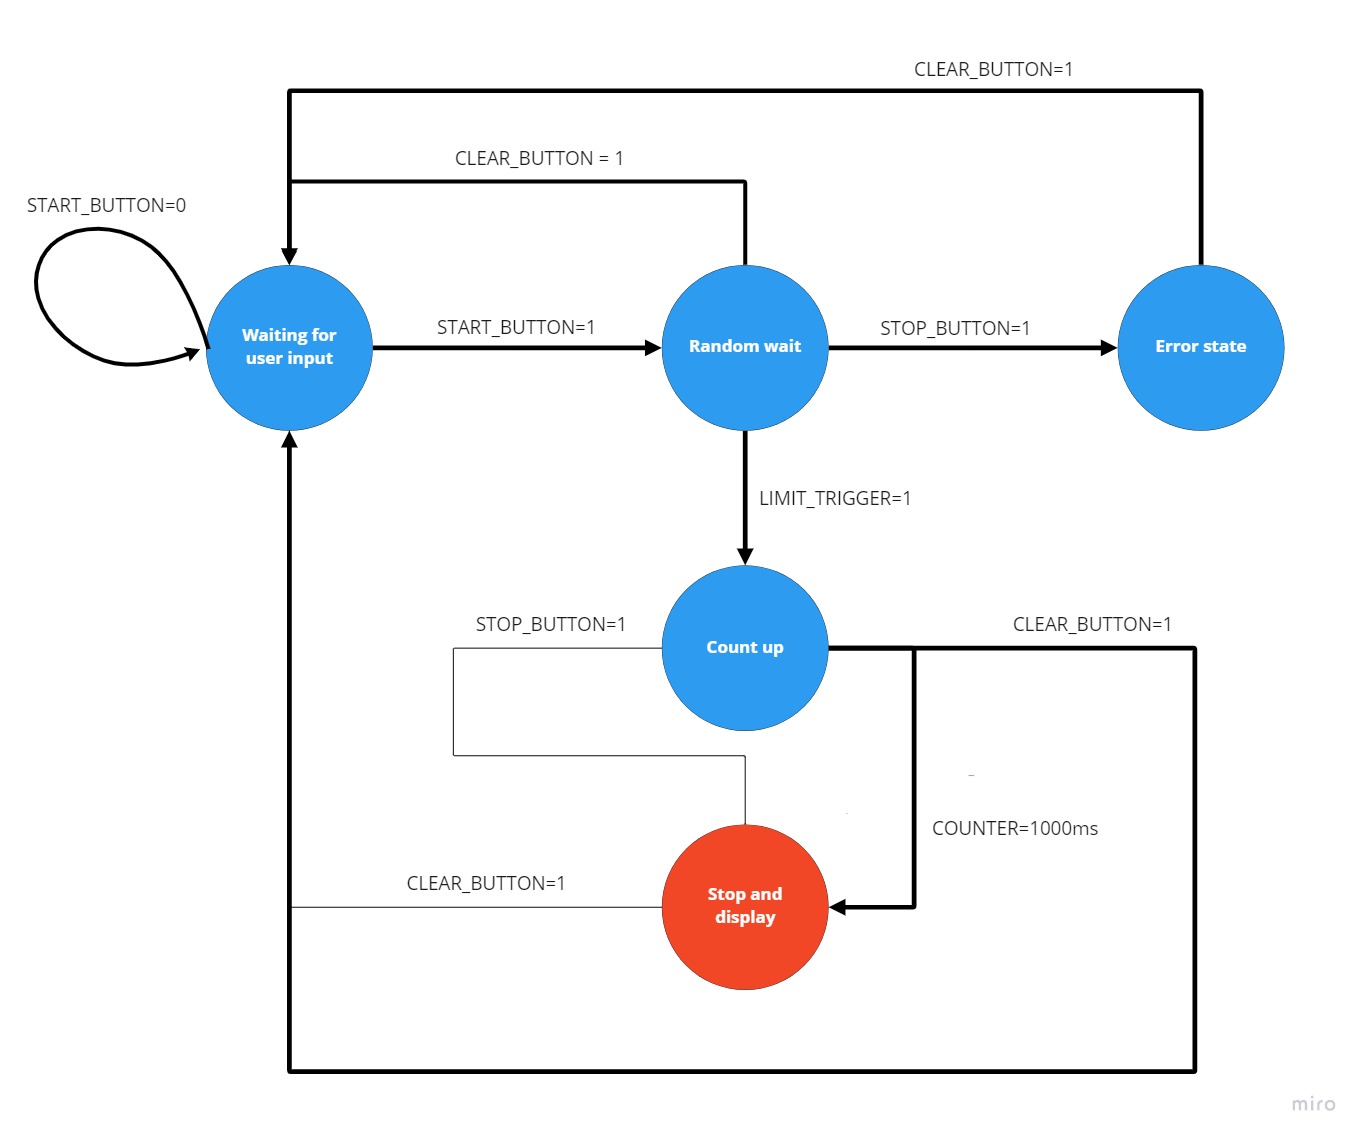 CLEAR_BUTTON=1
CLEAR_BUTTON = 1
START_BUTTON=0
Waiting for
user input
START_BUTTON=1
Random wait
STOP_BUTTON=1
Error state
LIMIT_TRIGGER=1
STOP_BUTTON=1
Count up
CLEAR_BUTTON=1
COUNTER=1000ms
CLEAR_BUTTON=1
Stop and
display
miro